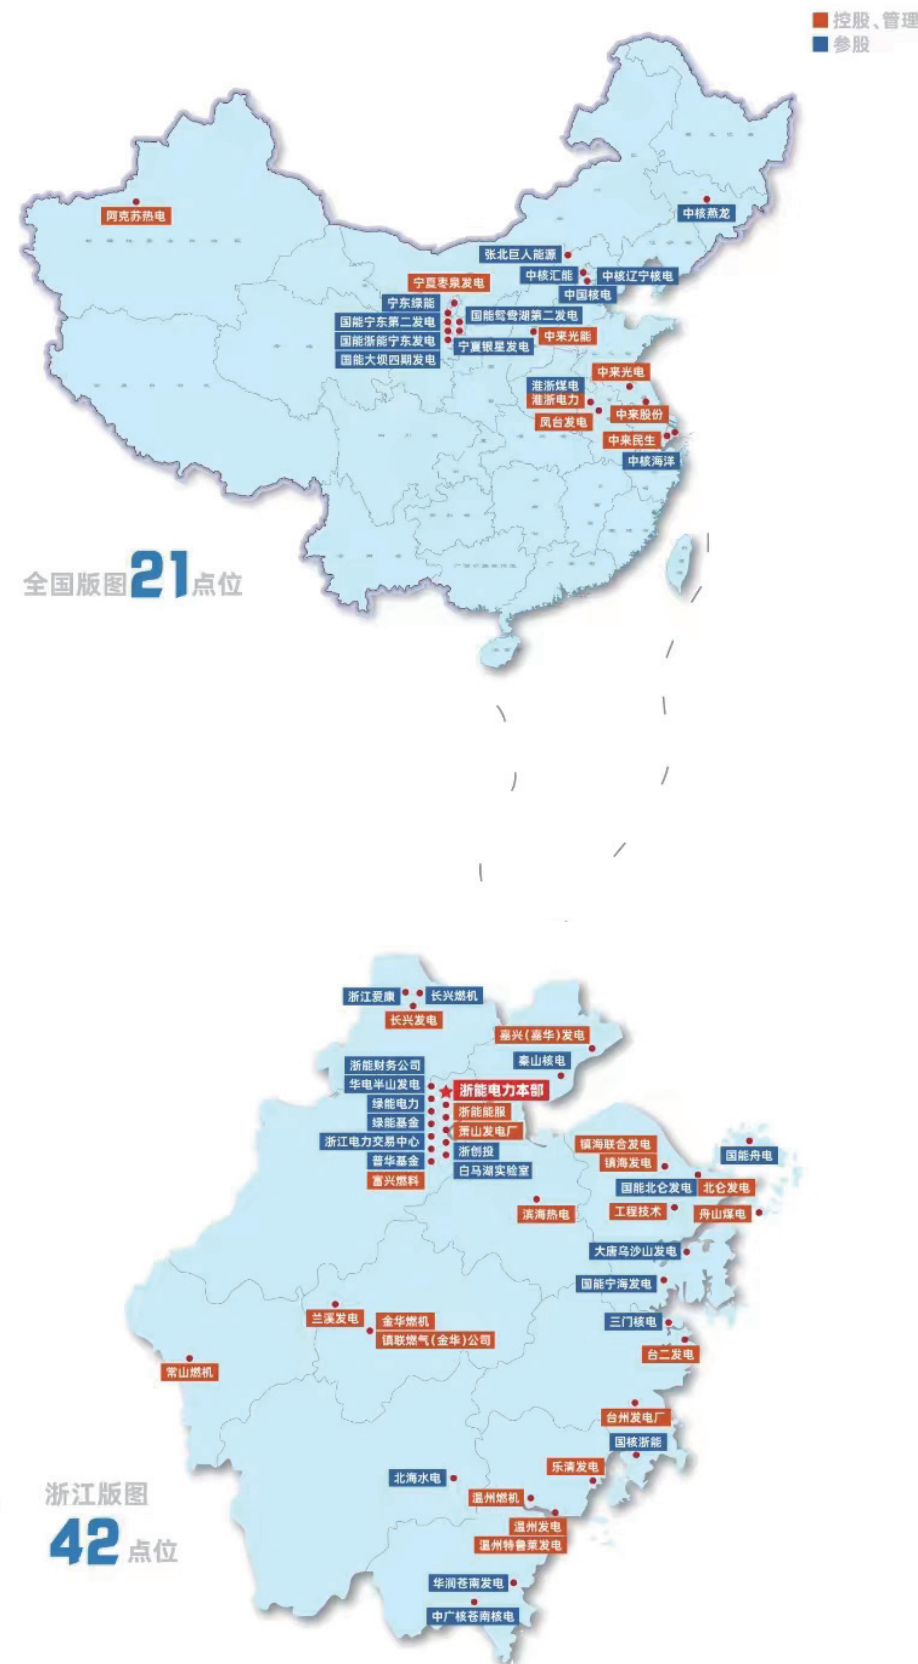 控股、管理
参股
阿克苏热电
中核燕龙
张北巨人能源
中核汇能
中核辽宁核电
中国核电
宁夏枣泉发电
宁东绿能
国能鸳鸯湖第二发电
国能宁东第二发电
中来光能
国能浙能宁东发电
宁夏银星发电
国能大坝四期发电
中来光电
淮浙煤电
淮浙电力
中来股份
凤台发电
中来民生
中核海洋
全国版图21点位
浙江爱康
长兴燃机
长兴发电
嘉兴(嘉华)发电
秦山核电
浙能财务公司
华电半山发电
浙能电力本部
绿能电力
浙能能服
绿能基金
萧山发电厂
浙江电力交易中心
浙创投
普华基金
白马湖实验室
富兴燃料
镇海联合发电
国能舟电
镇海发电
国能北仑发电
北仑发电
滨海热电
工程技术
舟山煤电
大唐乌沙山发电
国能宁海发电
兰溪发电
金华燃机
三门核电
镇联燃气(金华)公司
台二发电
常山燃机
台州发电厂
国核浙能
乐清发电
北海水电
温州燃机
浙江版图
42点位
温州发电
温州特鲁莱发电
华润苍南发电
中广核苍南核电